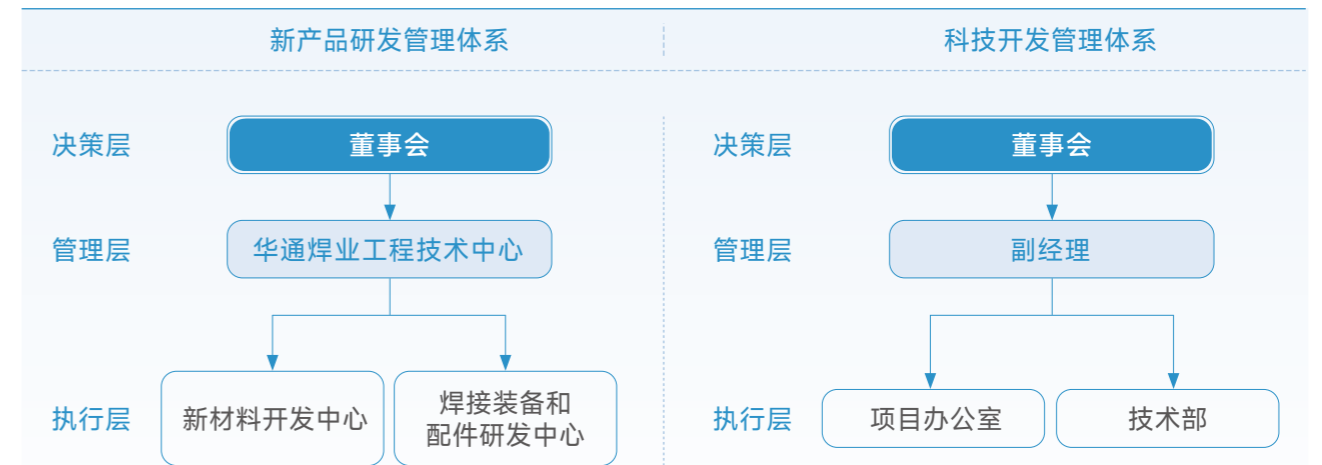 新产品研发管理体系
科技开发管理体系
决策层
董事会
决策层
董事会
管理层
华通焊业工程技术中心
管理层
副经理
执行层
新材料开发中心
焊接装备和
配件研发中心
执行层
项目办公室
技术部